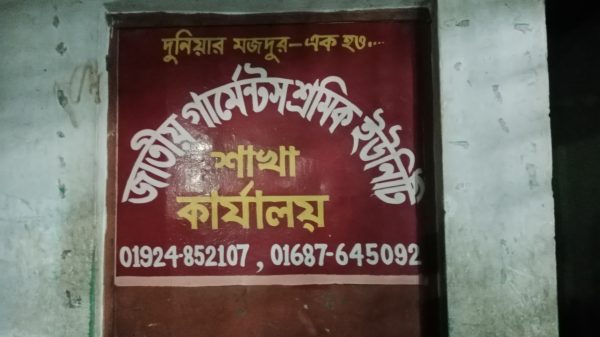 দুনিয়ার মজদুর-এক হও....
জাতীয় গার্মেন্টস শ্রমিক ইউনিটি
শাখা
কার্যালয়
01924-852107, 01687-645092